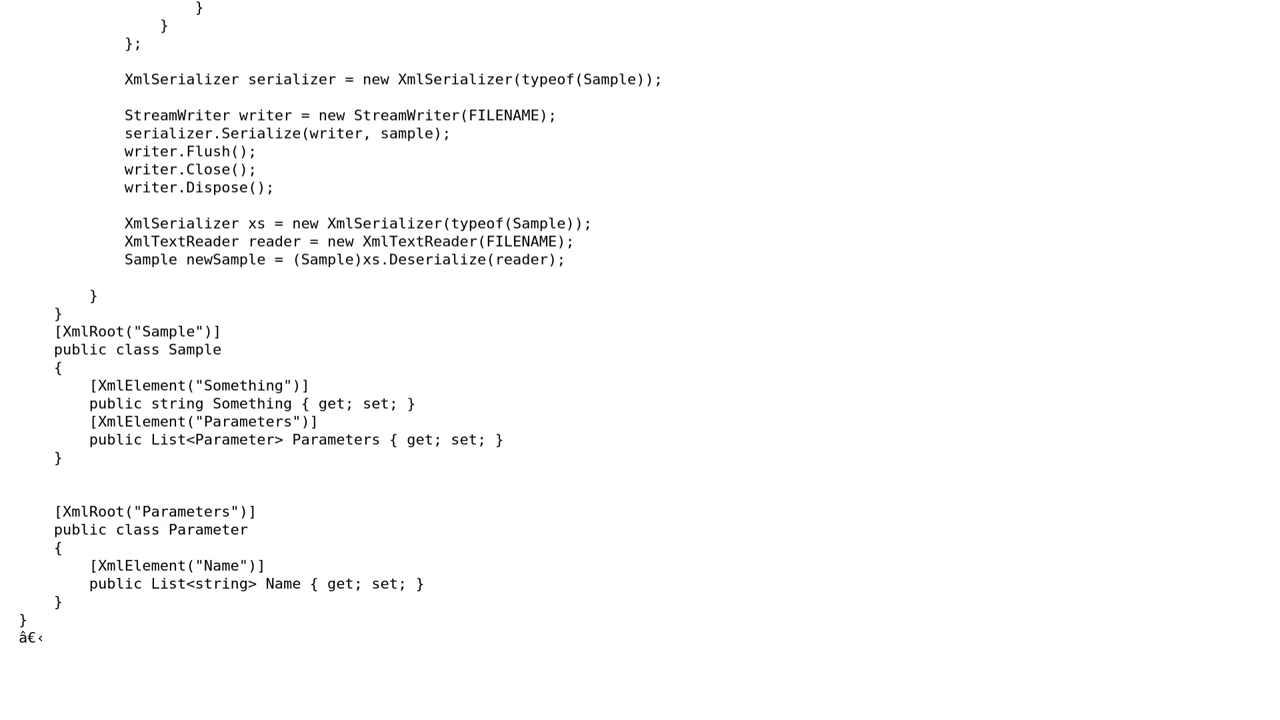 }
                }
            };

            XmlSerializer serializer = new XmlSerializer(typeof(Sample));

            StreamWriter writer = new StreamWriter(FILENAME);
            serializer.Serialize(writer, sample);
            writer.Flush();
            writer.Close();
            writer.Dispose();

            XmlSerializer xs = new XmlSerializer(typeof(Sample));
            XmlTextReader reader = new XmlTextReader(FILENAME);
            Sample newSample = (Sample)xs.Deserialize(reader);

        }
    }
    [XmlRoot("Sample")]
    public class Sample
    {
        [XmlElement("Something")]
        public string Something { get; set; }
        [XmlElement("Parameters")]
        public List<Parameter> Parameters { get; set; }
    }


    [XmlRoot("Parameters")]
    public class Parameter
    {
        [XmlElement("Name")]
        public List<string> Name { get; set; }
    }
}
â€‹